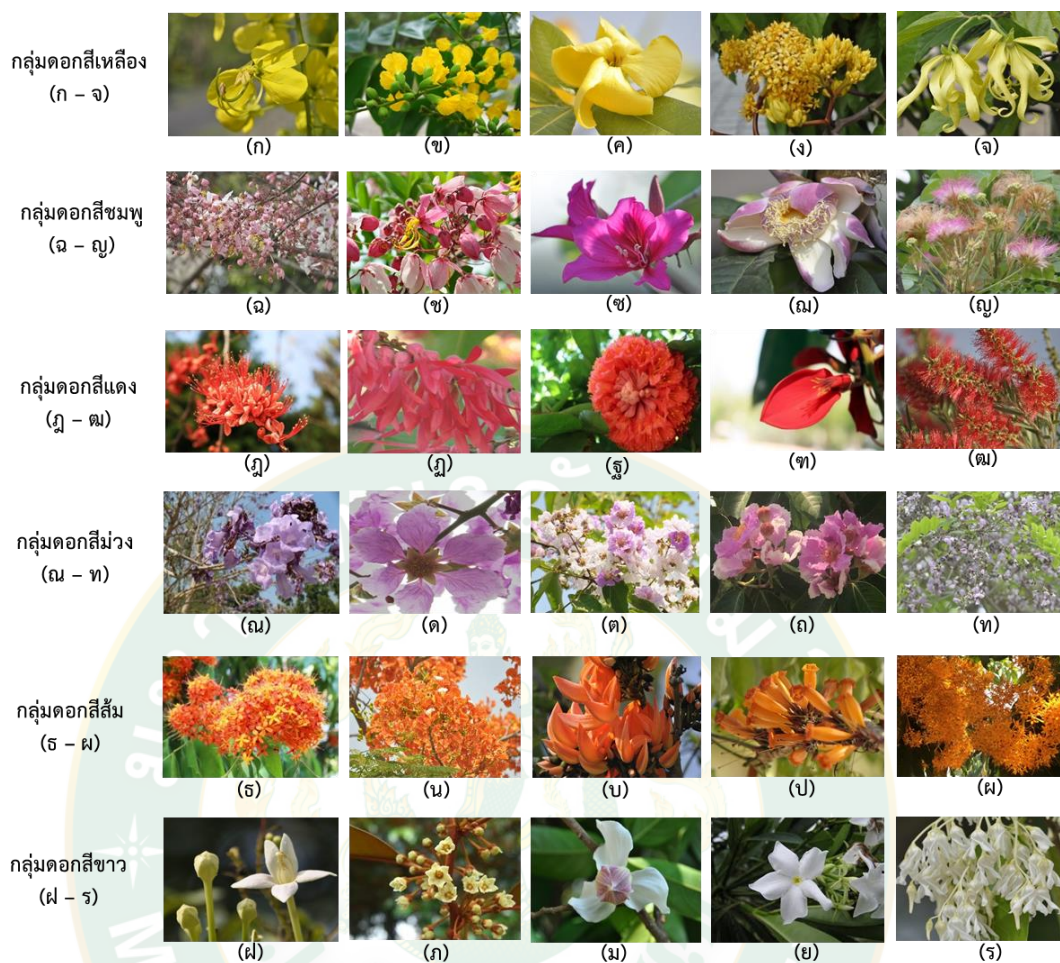 กลุ่มดอกสีเหลือง
(ก – จ)
(ก) (ข) (ค) (ง) (จ)
กลุ่มดอกสีชมพู
(ฉ – ญ)
(ฉ) (ช) (ซ) (ฌ) (ญ)
กลุ่มดอกสีแดง
(ฎ – ฒ)
(ฎ) (ฏ) (ฐ) (ฑ) (ฒ)
กลุ่มดอกสีม่วง
(ณ – ท)
(ณ) (ด) (ต) (ถ) (ท)
กลุ่มดอกสีส้ม
(ธ – ผ)
(ธ) (น) (บ) (ป) (ผ)
กลุ่มดอกสีขาว
(ฝ – ร)
(ฝ) (ภ) (ม) (ย) (ร)